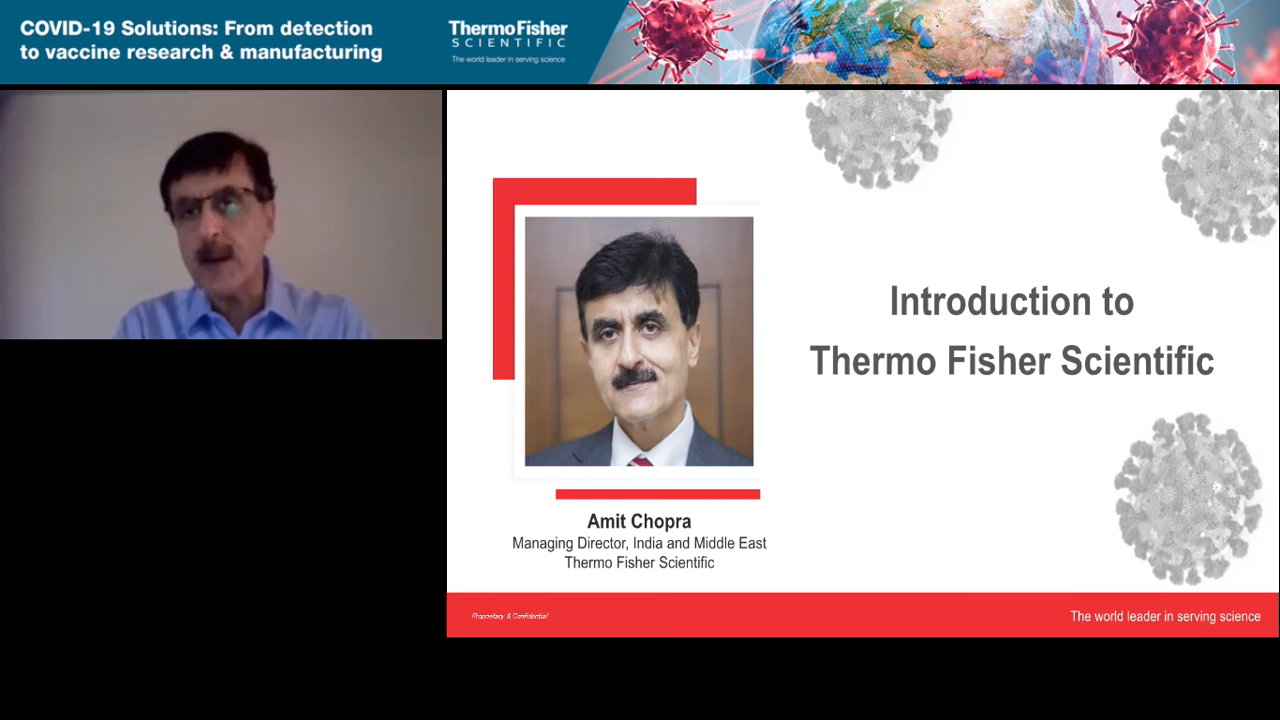 COVID-19 Solutions: From detection
to vaccine research & manufacturing
ThermoFisher
SCIENTIFIC
The world leader in serving science
Introduction to
Thermo Fisher Scientific
Amit Chopra
Managing Director, India and Middle East
Thermo Fisher Scientific
Proprietary & Confidential
The world leader in serving science